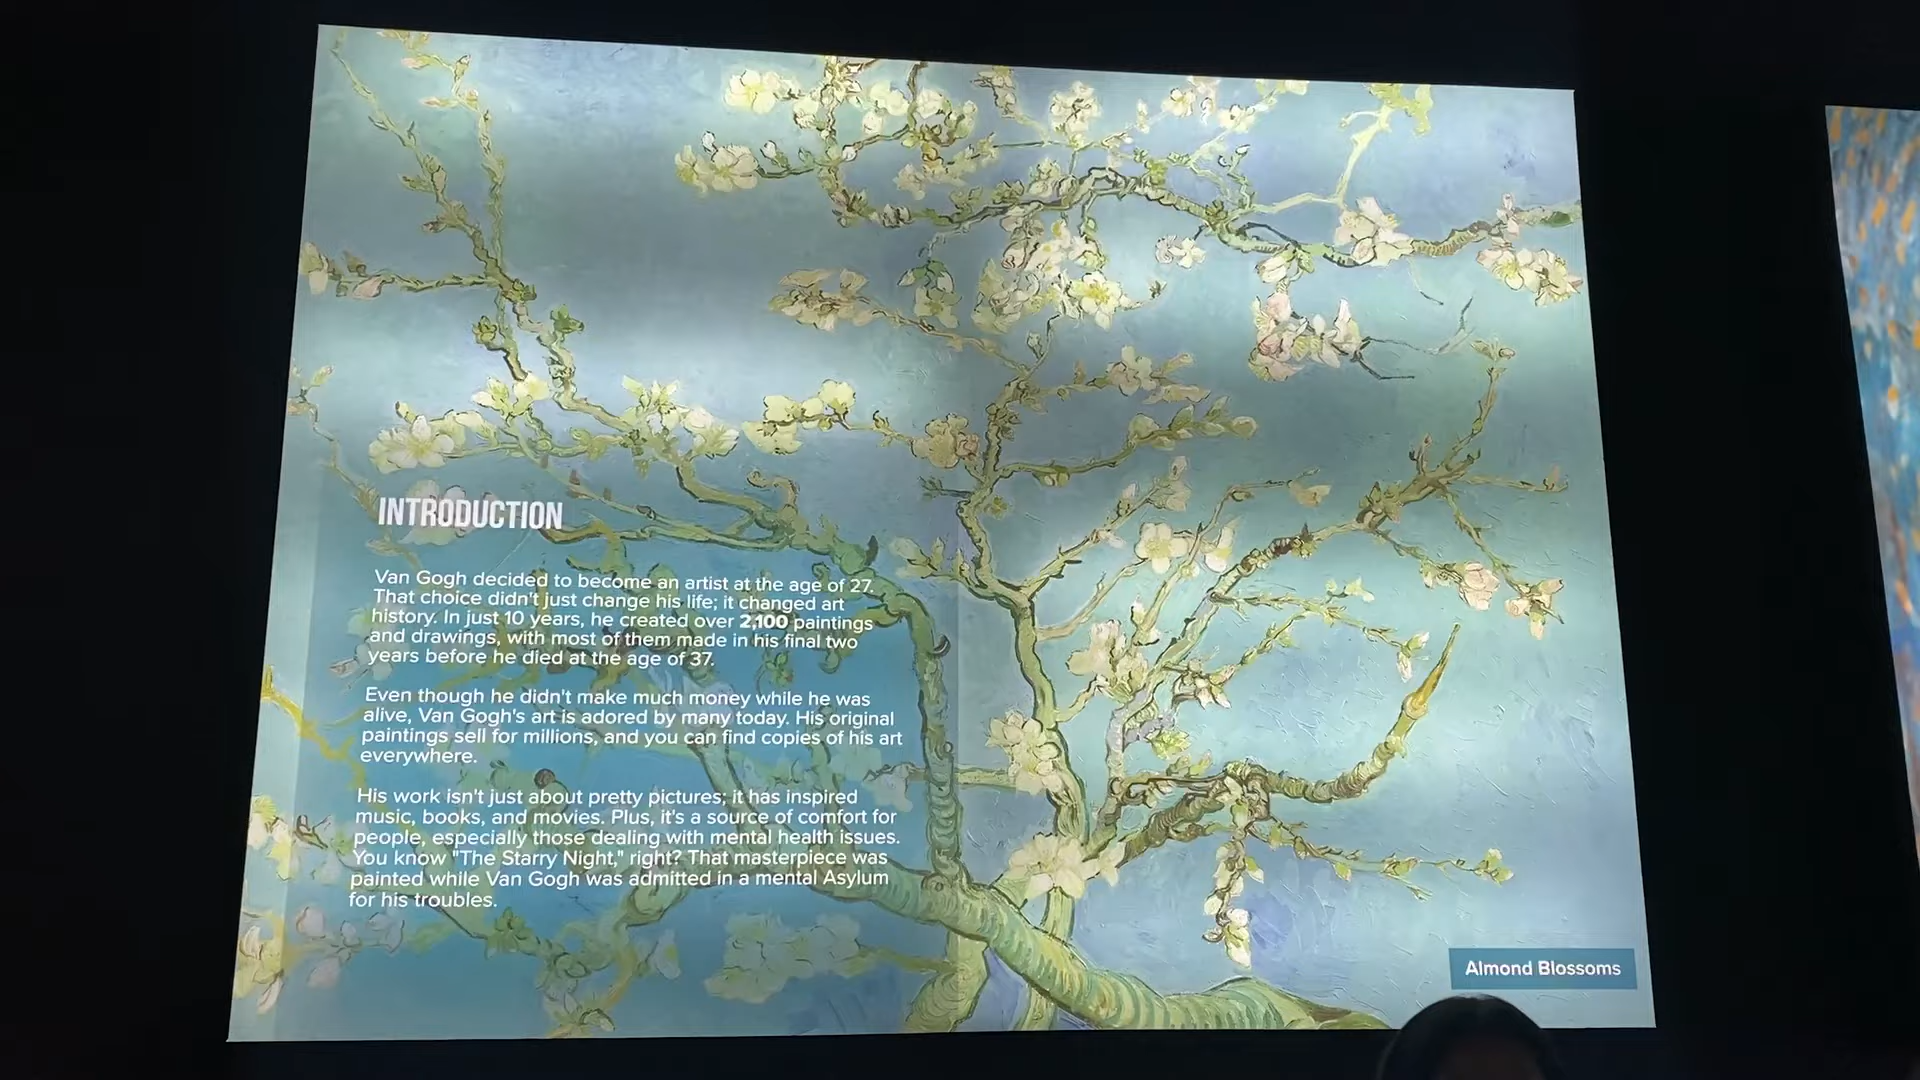 INTRODUCTION
Van Gogh decided to become an artist at the age of 27.
That choice didn't just change his life; it changed art
history. In just 10 years, he created over 2,100 paintings
and drawings, with most of them made in his final two
years before he died at the age of 37.
Even though he didn't make much money while he was
alive, Van Gogh's art is adored by many today. His original
paintings sell for millions, and you can find copies of his art
everywhere.
His work isn't just about pretty pictures; it has inspired
music, books, and movies. Plus, it's a source of comfort for
people, especially those dealing with mental health issues.
You know "The Starry Night," right? That masterpiece was
painted while Van Gogh was admitted in a mental Asylum
for his troubles.
Almond Blossoms